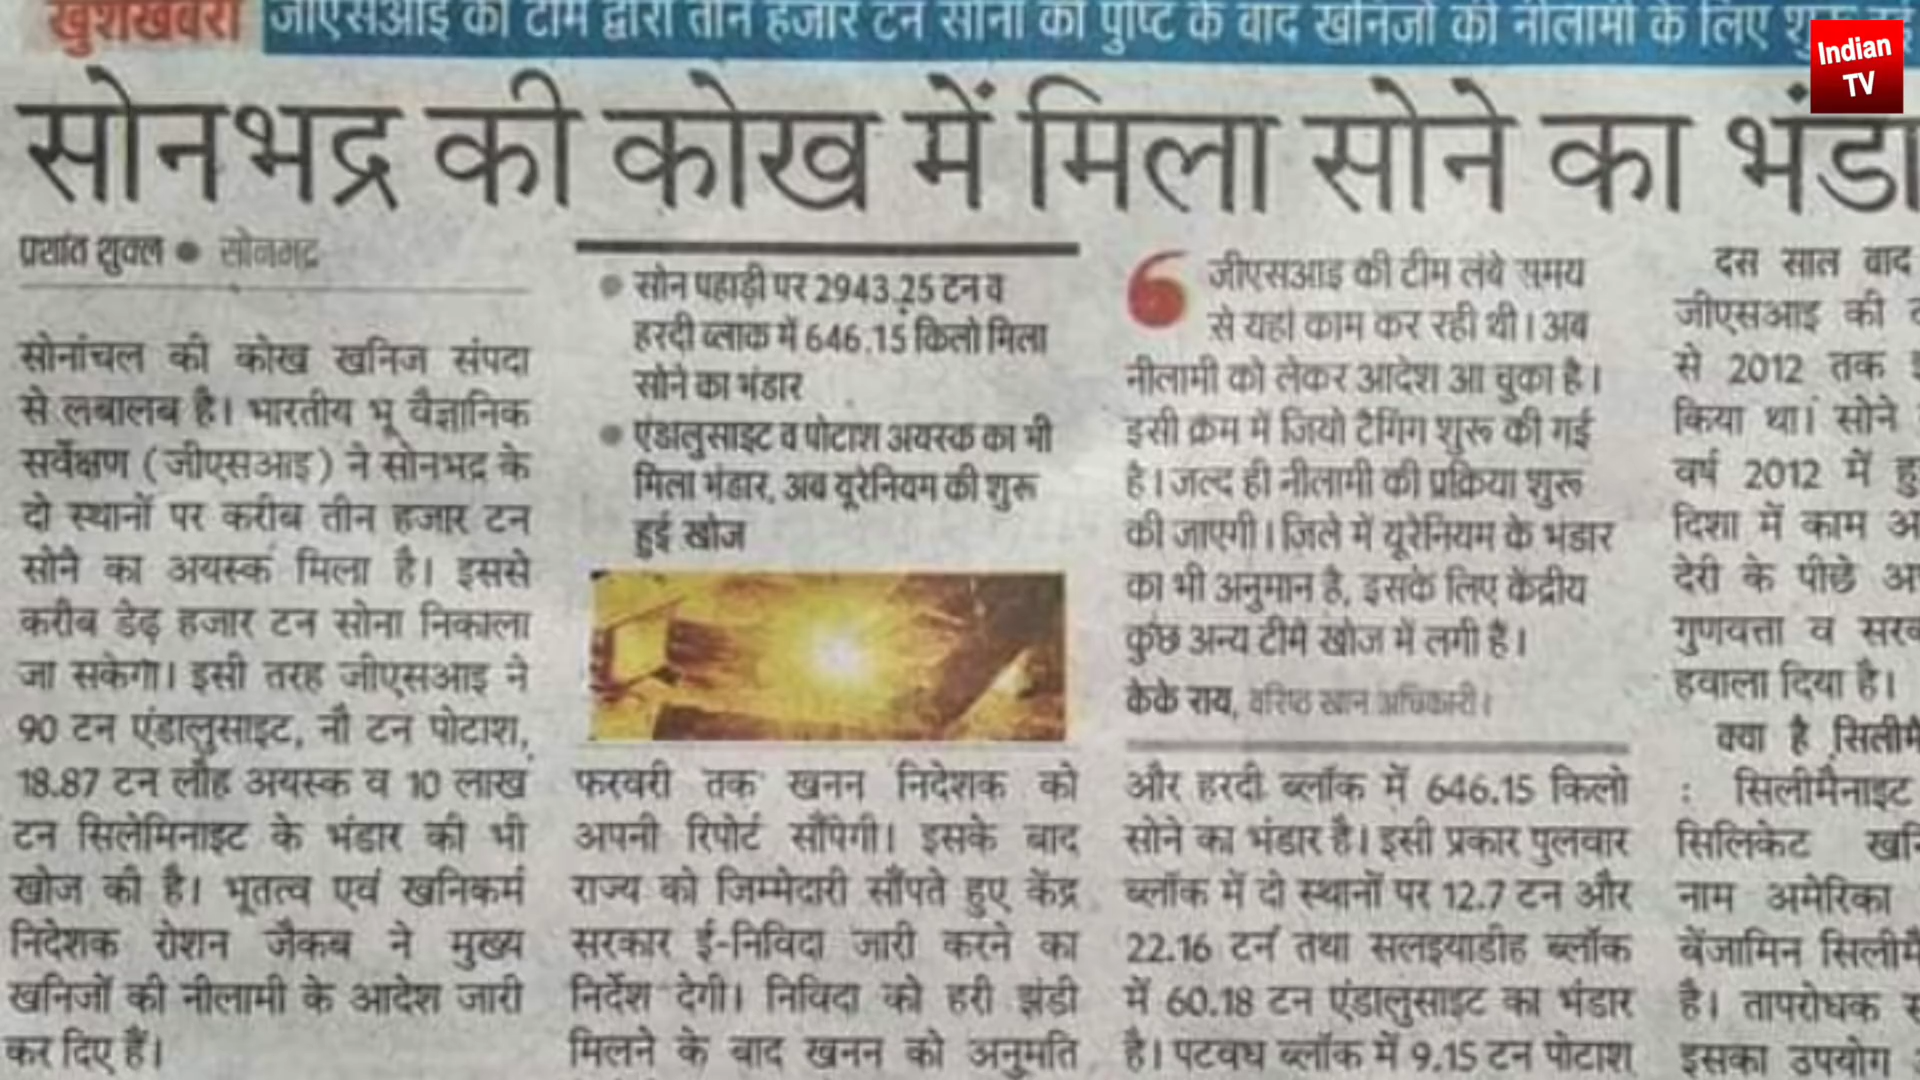 खुशखबरी
जीएसआइ की टीम द्वारा तीन हजार टन सोना की पुष्टि के बाद खनिजों की नीलामी के लिए
Indian
TV
सोनभद्र की कोख में मिला सोने का भंडा
प्रशांत शुक्ल ● सोनभद्र
सोनांचल की कोख खनिज संपदा
से लबालब है। भारतीय भू वैज्ञानिक
सर्वेक्षण (जीएसआइ) ने सोनभद्र के
दो स्थानों पर करीब तीन हजार टन
सोने का अयस्क मिला है। इससे
करीब डेढ़ हजार टन सोना निकाला
जा सकेगा। इसी तरह जीएसआइ ने
90 टन एंडालुसाइट, नौ टन पोटाश,
18.87 टन लौह अयस्क व 10 लाख
टन सिलेमिनाइट के भंडार की भी
खोज की है। भूतत्व एवं खनिकर्म
निदेशक रोशन जैकब ने मुख्य
खनिजों की नीलामी के आदेश जारी
कर दिए हैं।
● सोन पहाड़ी पर 2943.25 टन व
हरदी ब्लाक में 646.15 किलो मिला
सोने का भंडार
● एंडालुसाइट व पोटाश अयस्क का भी
मिला भंडार, अब यूरेनियम की शुरू
हुई खोज
फरवरी तक खनन निदेशक को
अपनी रिपोर्ट सौंपेगी। इसके बाद
राज्य को जिम्मेदारी सौंपते हुए केंद्र
सरकार ई-निविदा जारी करने का
निर्देश देगी। निविदा को हरी झंडी
मिलने के बाद खनन को अनुमति
जीएसआइ की टीम लंबे समय
से यहां काम कर रही थी। अब
नीलामी को लेकर आदेश आ चुका है।
इसी क्रम में जियो टैगिंग शुरू की गई
है। जल्द ही नीलामी की प्रक्रिया शुरू
की जाएगी। जिले में यूरेनियम के भंडार
का भी अनुमान है, इसके लिए केंद्रीय
कुछ अन्य टीमें खोज में लगी हैं।
केके राय, वरिष्ठ खान अधिकारी।
और हरदी ब्लॉक में 646.15 किलो
सोने का भंडार है। इसी प्रकार पुलवार
ब्लॉक में दो स्थानों पर 12.7 टन और
22.16 टन तथा सलइयाडीह ब्लॉक
में 60.18 टन एंडालुसाइट का भंडार
है। पटवध ब्लॉक में 9.15 टन पोटाश
दस साल वाद
जीएसआइ की
से 2012 तक
किया था। सोने
वर्ष 2012 में
दिशा में काम
देरी के पीछे
गुणवत्ता व
हवाला दिया है।
क्या है
: सिलीमैनाइट
सिलिकेट
नाम अमेरिका
बेंजामिन
है। तापरोधक
इसका उपयोग